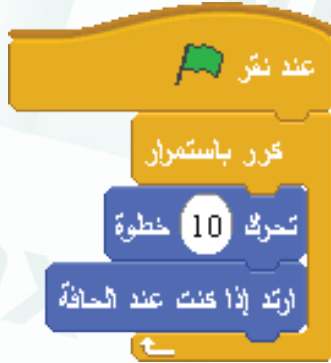 عند نقر
كرر باستمرار
تحرك 10 خطوة
ارتد إذا كنت عند الحافة